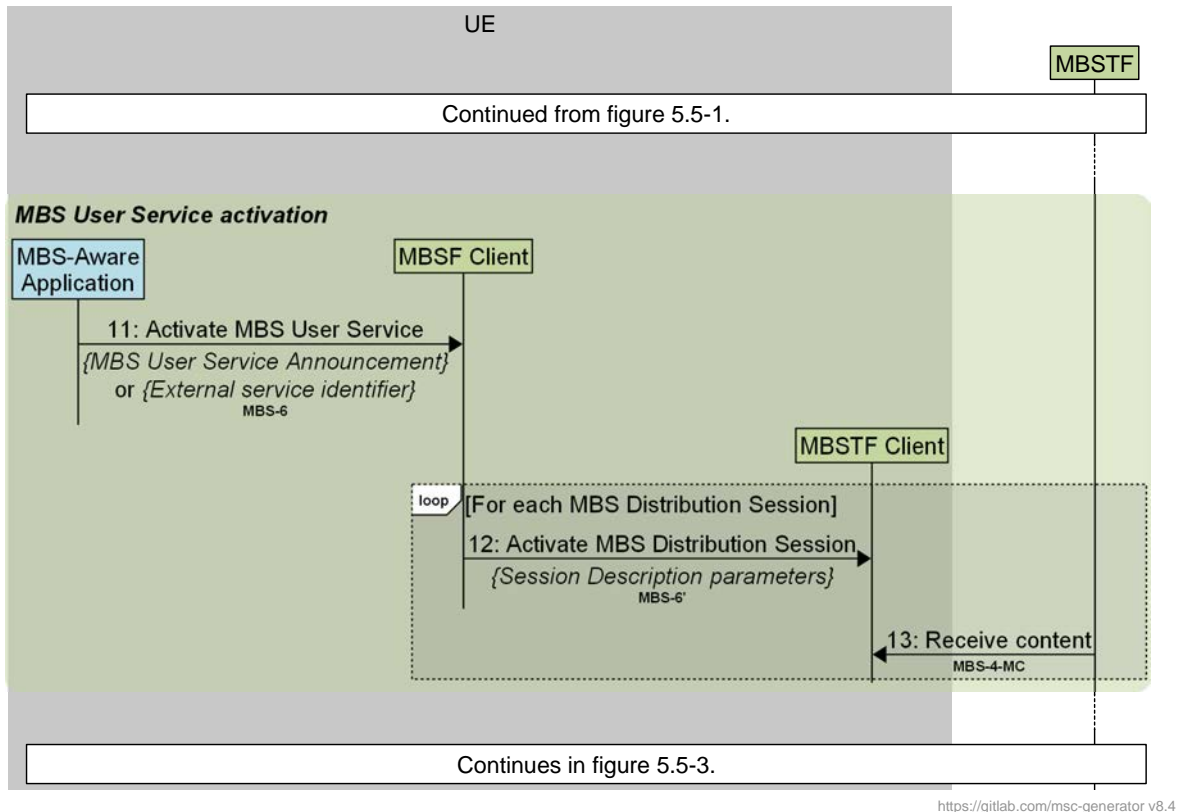 UE
MBSTF
Continued from figure 5.5-1.
MBS User Service activation
MBS-Aware
Application
MBSF Client
11: Activate MBS User Service
{MBS User Service Announcement}
or {External service identifier}
MBS-6
MBSTF Client
loop
[For each MBS Distribution Session]
12: Activate MBS Distribution Session
{Session Description parameters}
MBS-6'
13: Receive content
MBS-4-MC
Continues in figure 5.5-3.
https://gitlab.com/msc-generator v8.4